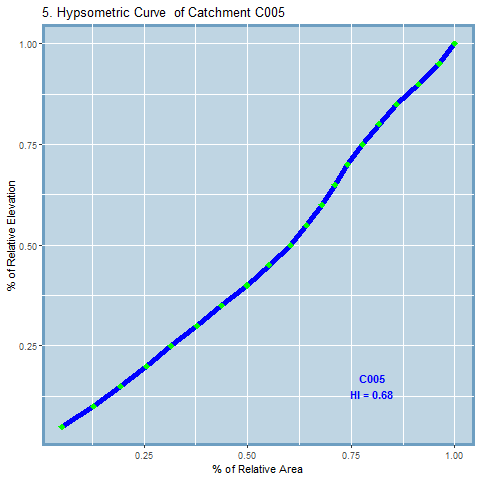 5. Hypsometric Curve  of Catchment C005
% of Relative Elevation
1.00
0.75
0.50
0.25
C005
HI = 0.68
0.25
0.50
0.75
1.00
% of Relative Area